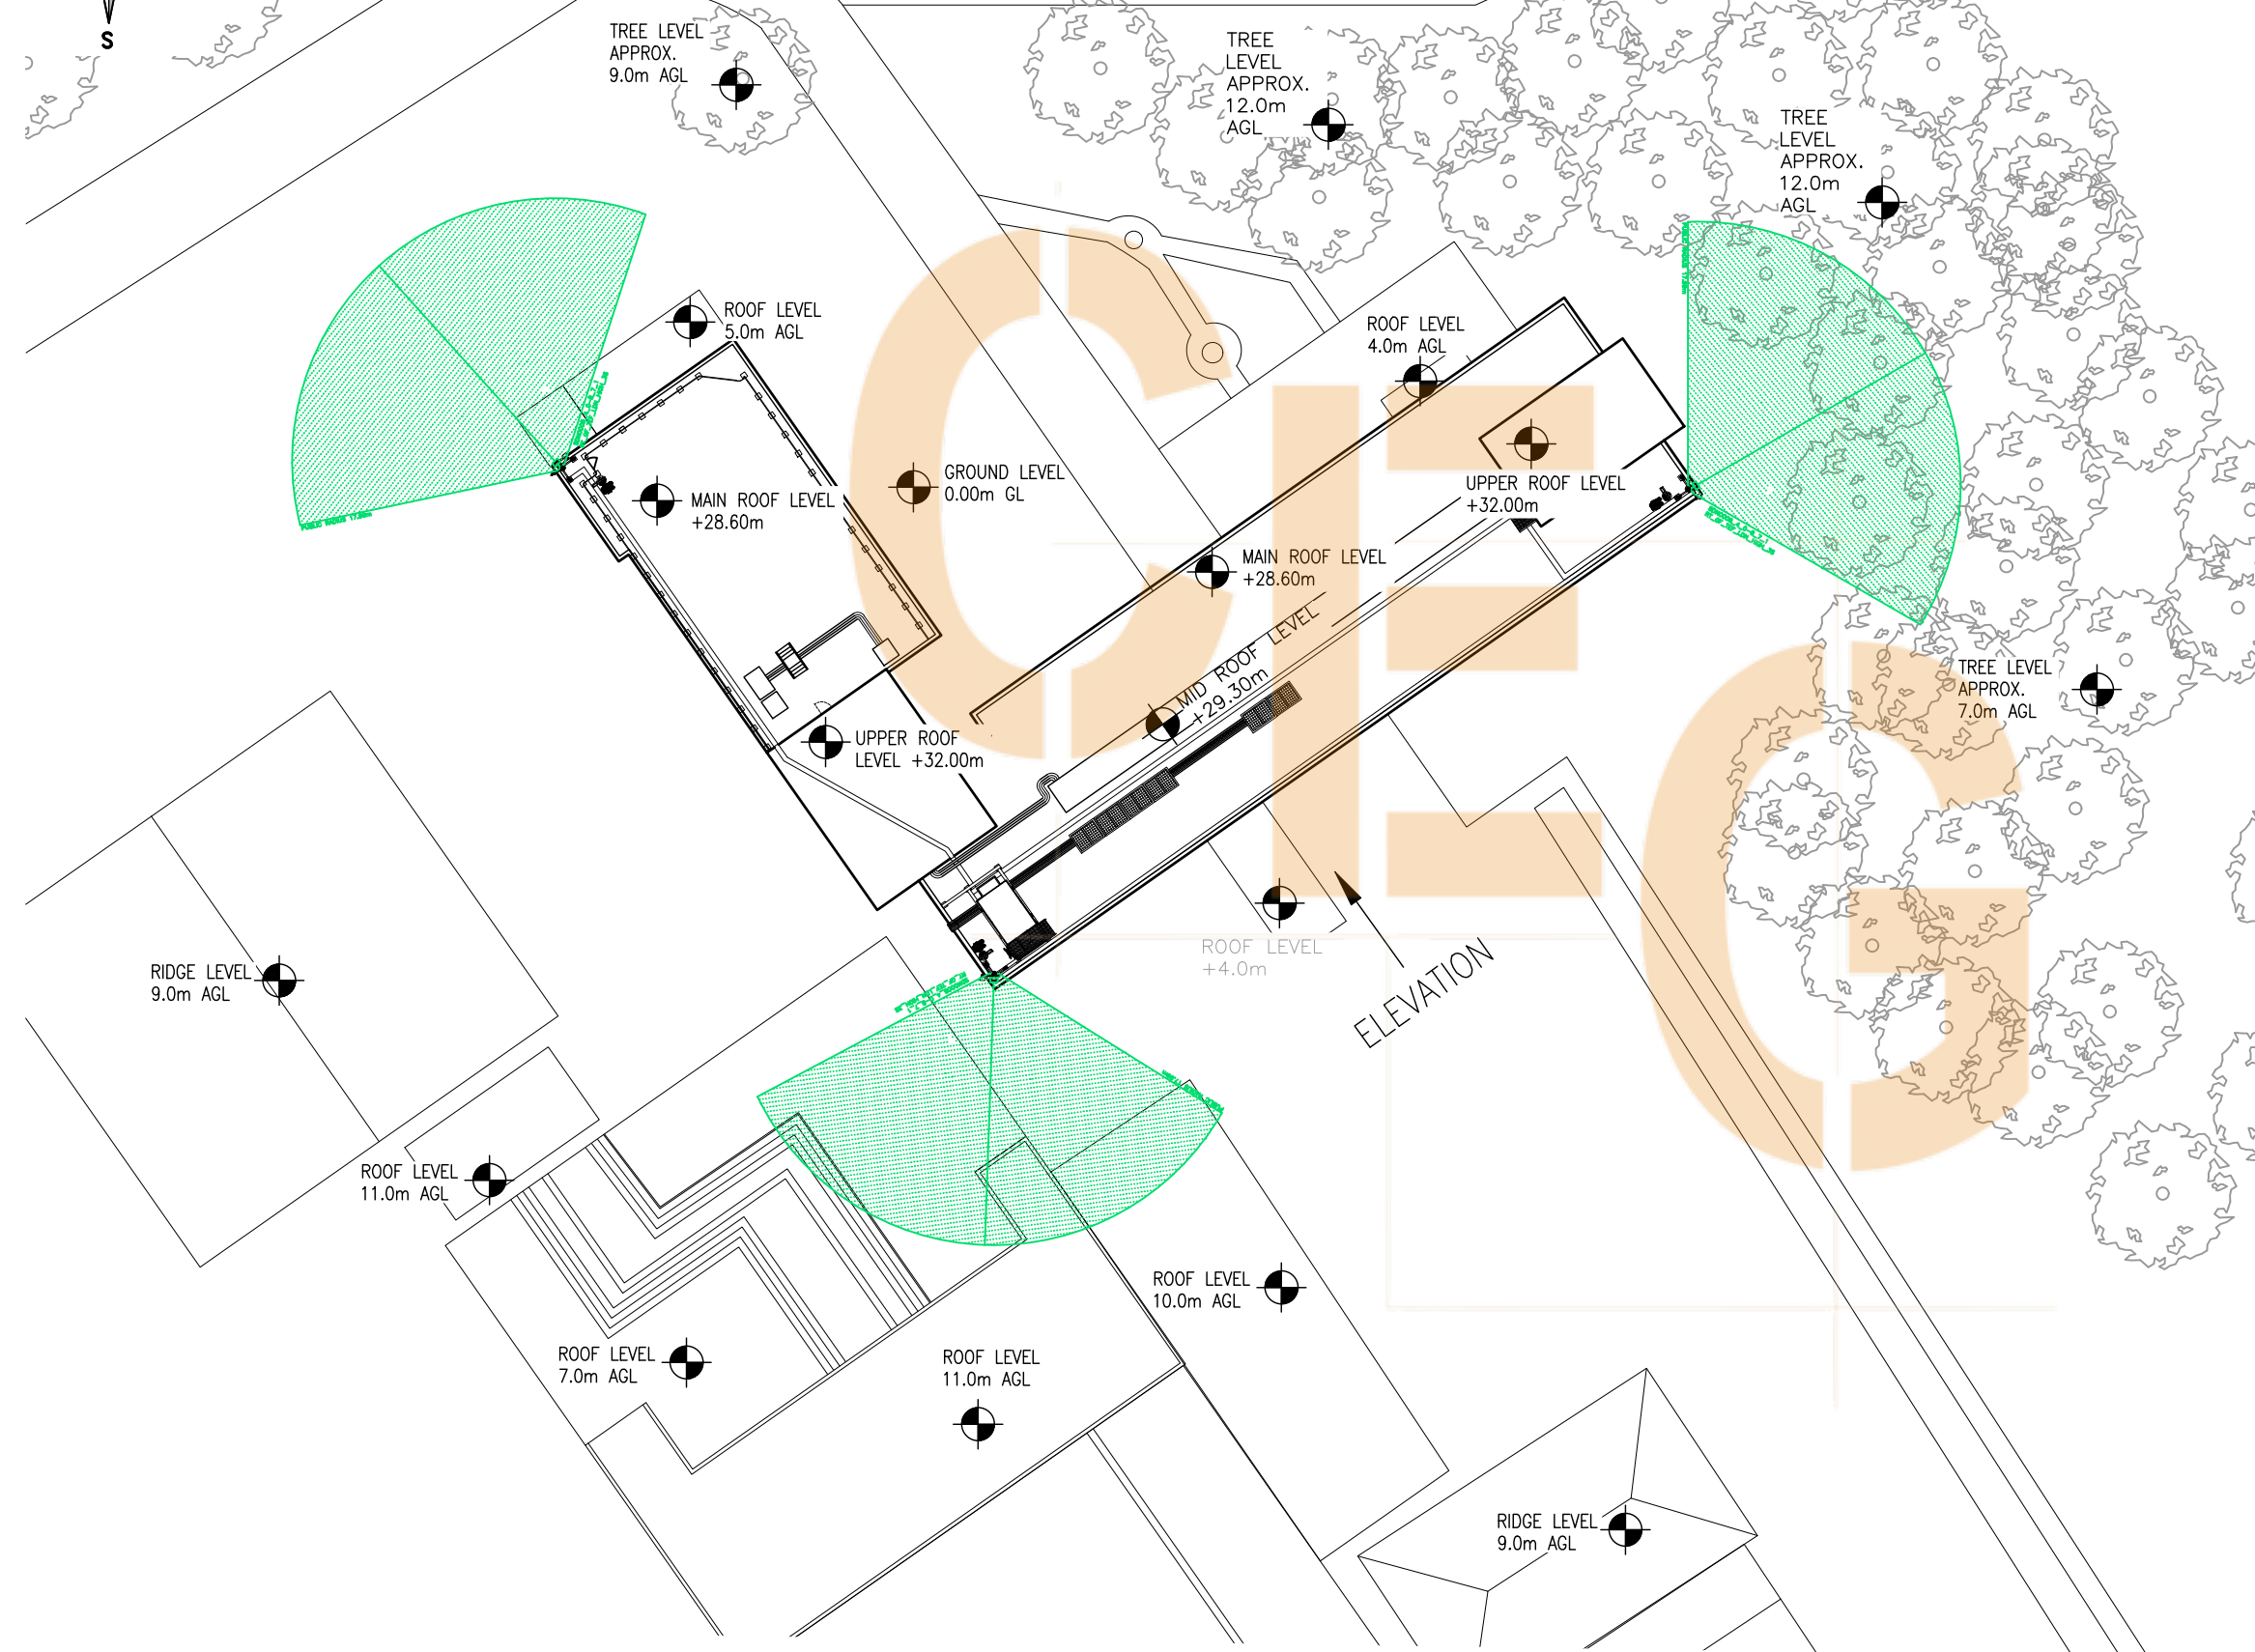 S
TREE LEVEL
APPROX.
9.0m AGL
TREE
LEVEL
APPROX.
12.0m
AGL
TREE
LEVEL
APPROX.
12.0m
AGL
ROOF LEVEL
5.0m AGL
ROOF LEVEL
4.0m AGL
GROUND LEVEL
0.00m GL
MAIN ROOF LEVEL
+28.60m
UPPER ROOF LEVEL
+32.00m
MAIN ROOF LEVEL
+28.60m
MID ROOF LEVEL
+29.30m
UPPER ROOF
LEVEL +32.00m
TREE LEVEL
APPROX.
7.0m AGL
ROOF LEVEL
+4.0m
ELEVATION
RIDGE LEVEL
9.0m AGL
ROOF LEVEL
11.0m AGL
ROOF LEVEL
10.0m AGL
ROOF LEVEL
7.0m AGL
ROOF LEVEL
11.0m AGL
RIDGE LEVEL
9.0m AGL
CEG